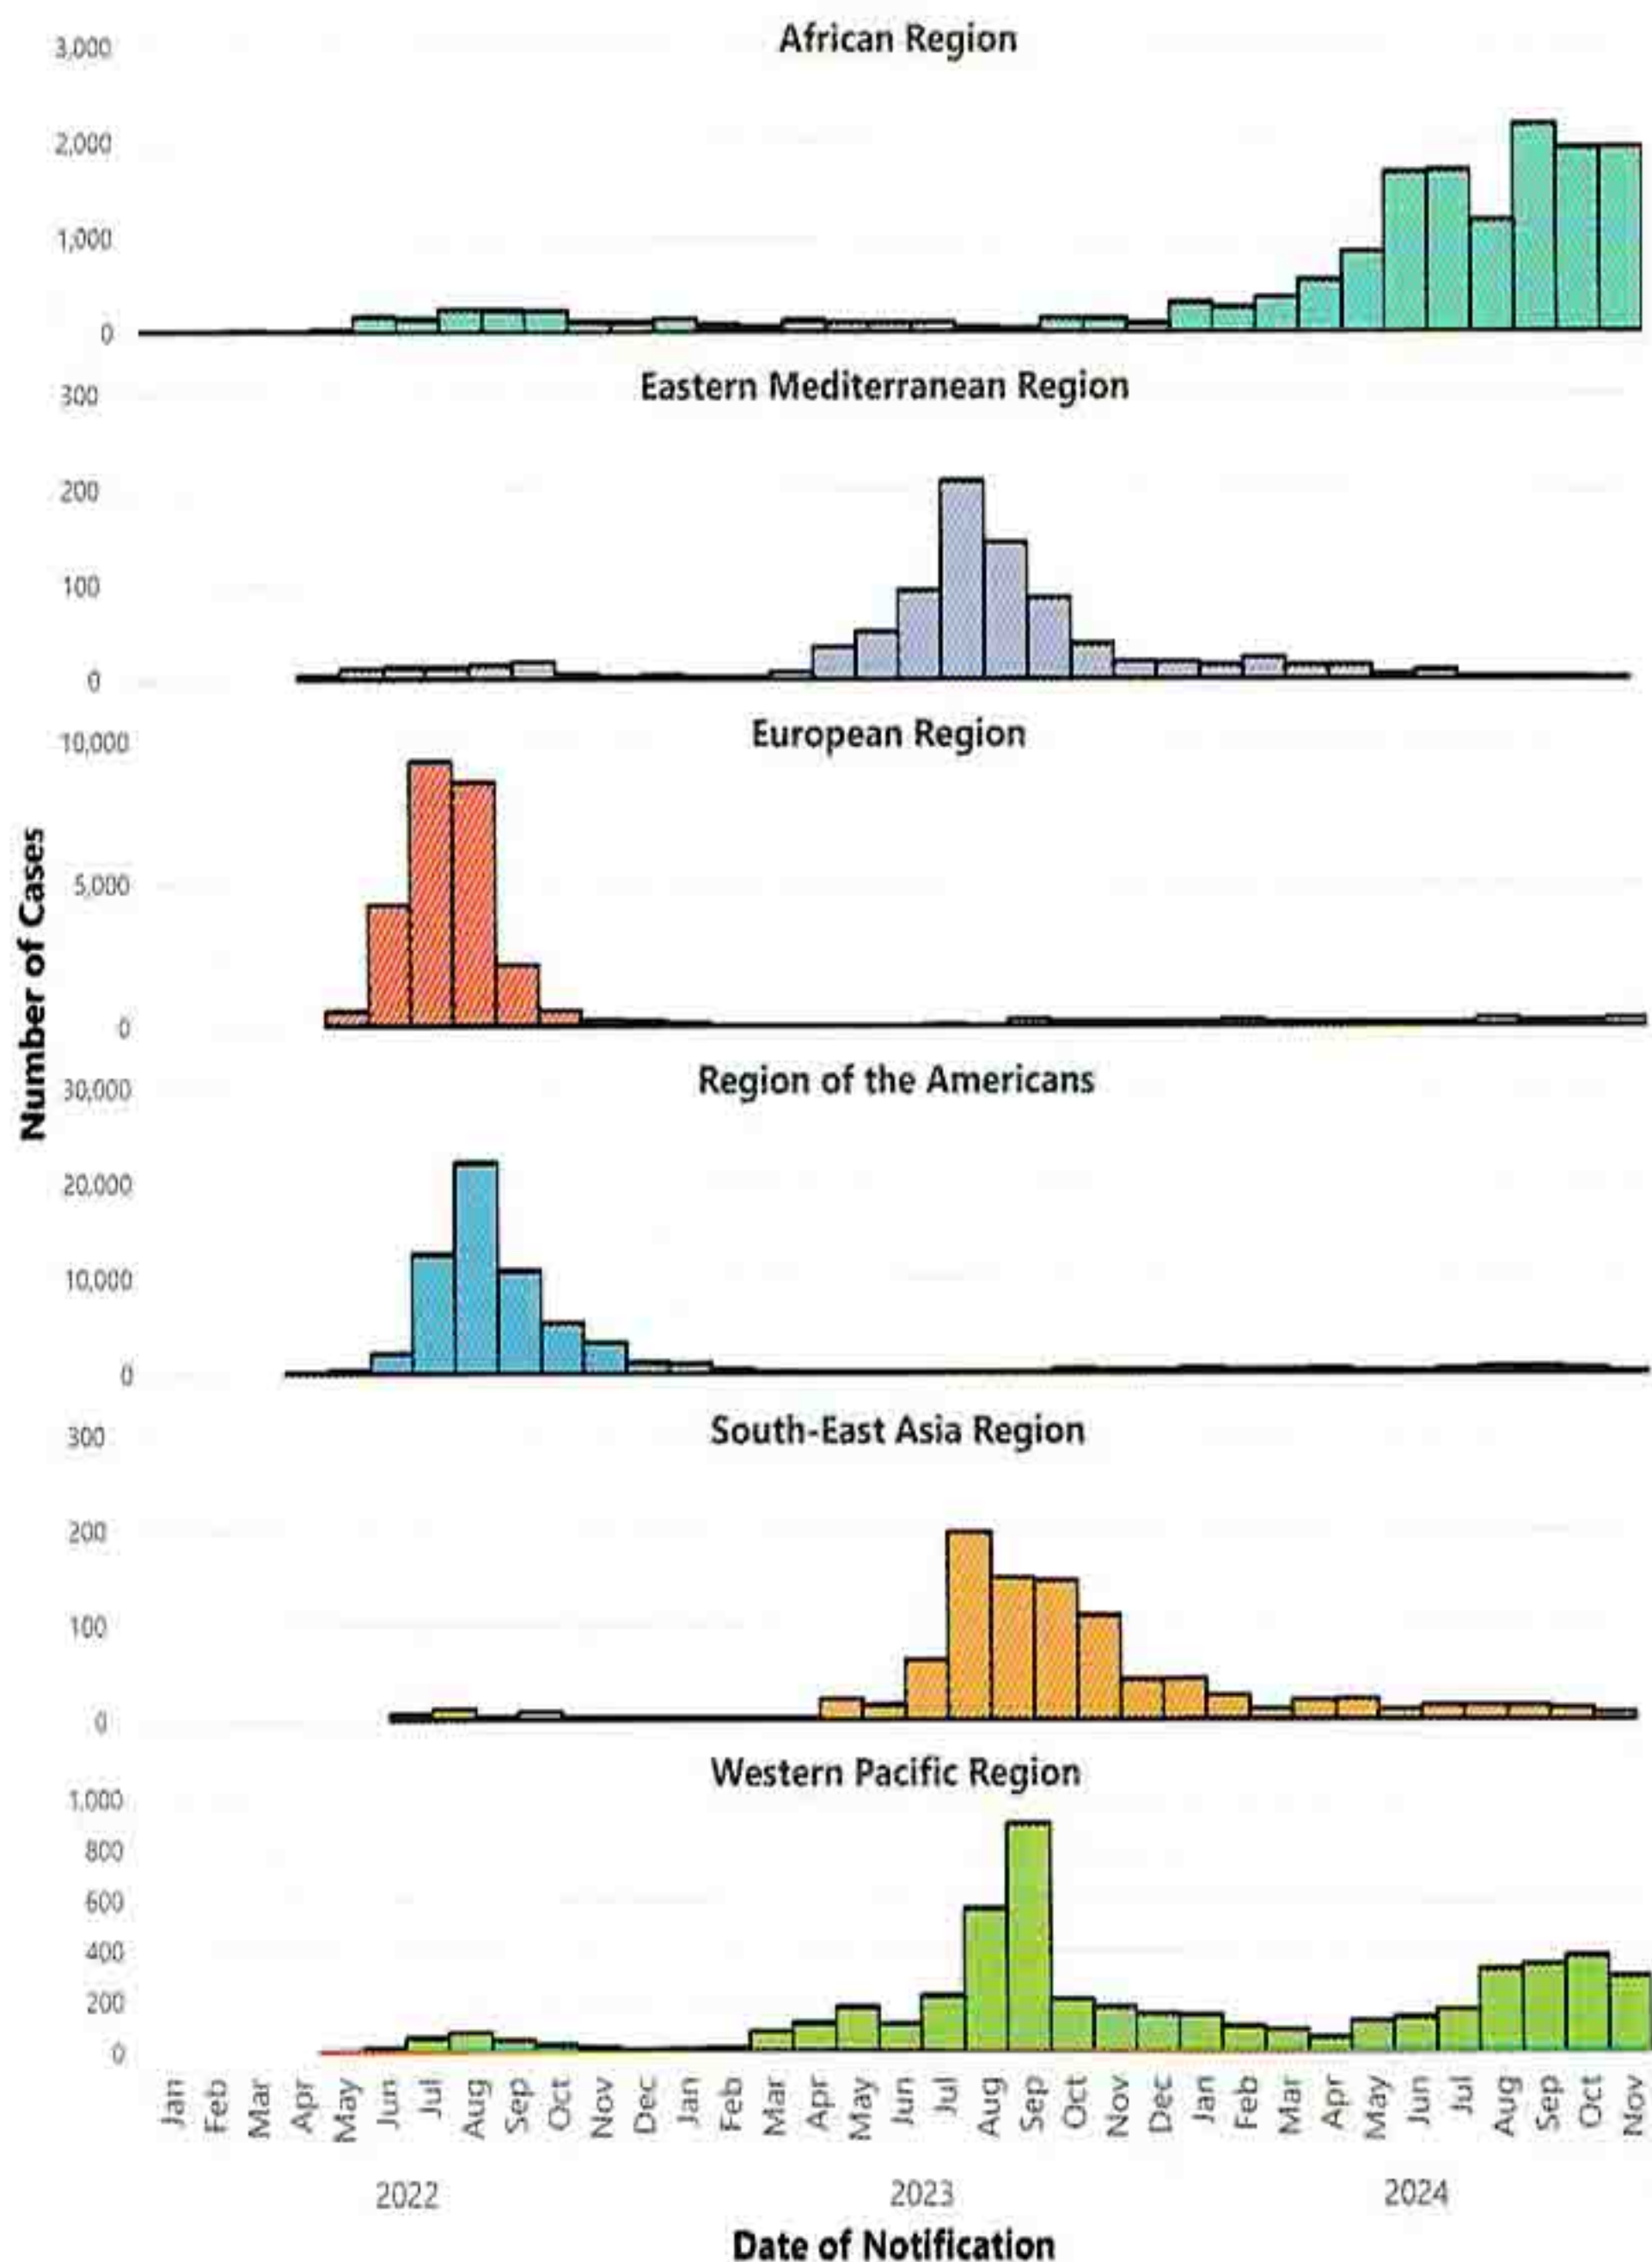 African Region
3,000
2,000
1,000
0
Eastern Mediterranean Region
300
200
100
0
European Region
10,000
5,000
0
Region of the Americans
30,000
20,000
10,000
0
South-East Asia Region
300
200
100
0
Western Pacific Region
1,000
800
600
400
200
0
Number of Cases
Jan Feb Mar Apr May Jun Jul Aug Sep Oct Nov Dec Jan Feb Mar Apr May Jun Jul Aug Sep Oct Nov Dec Jan Feb Mar Apr May Jun Jul Aug Sep Oct Nov
2022 2023 2024
Date of Notification